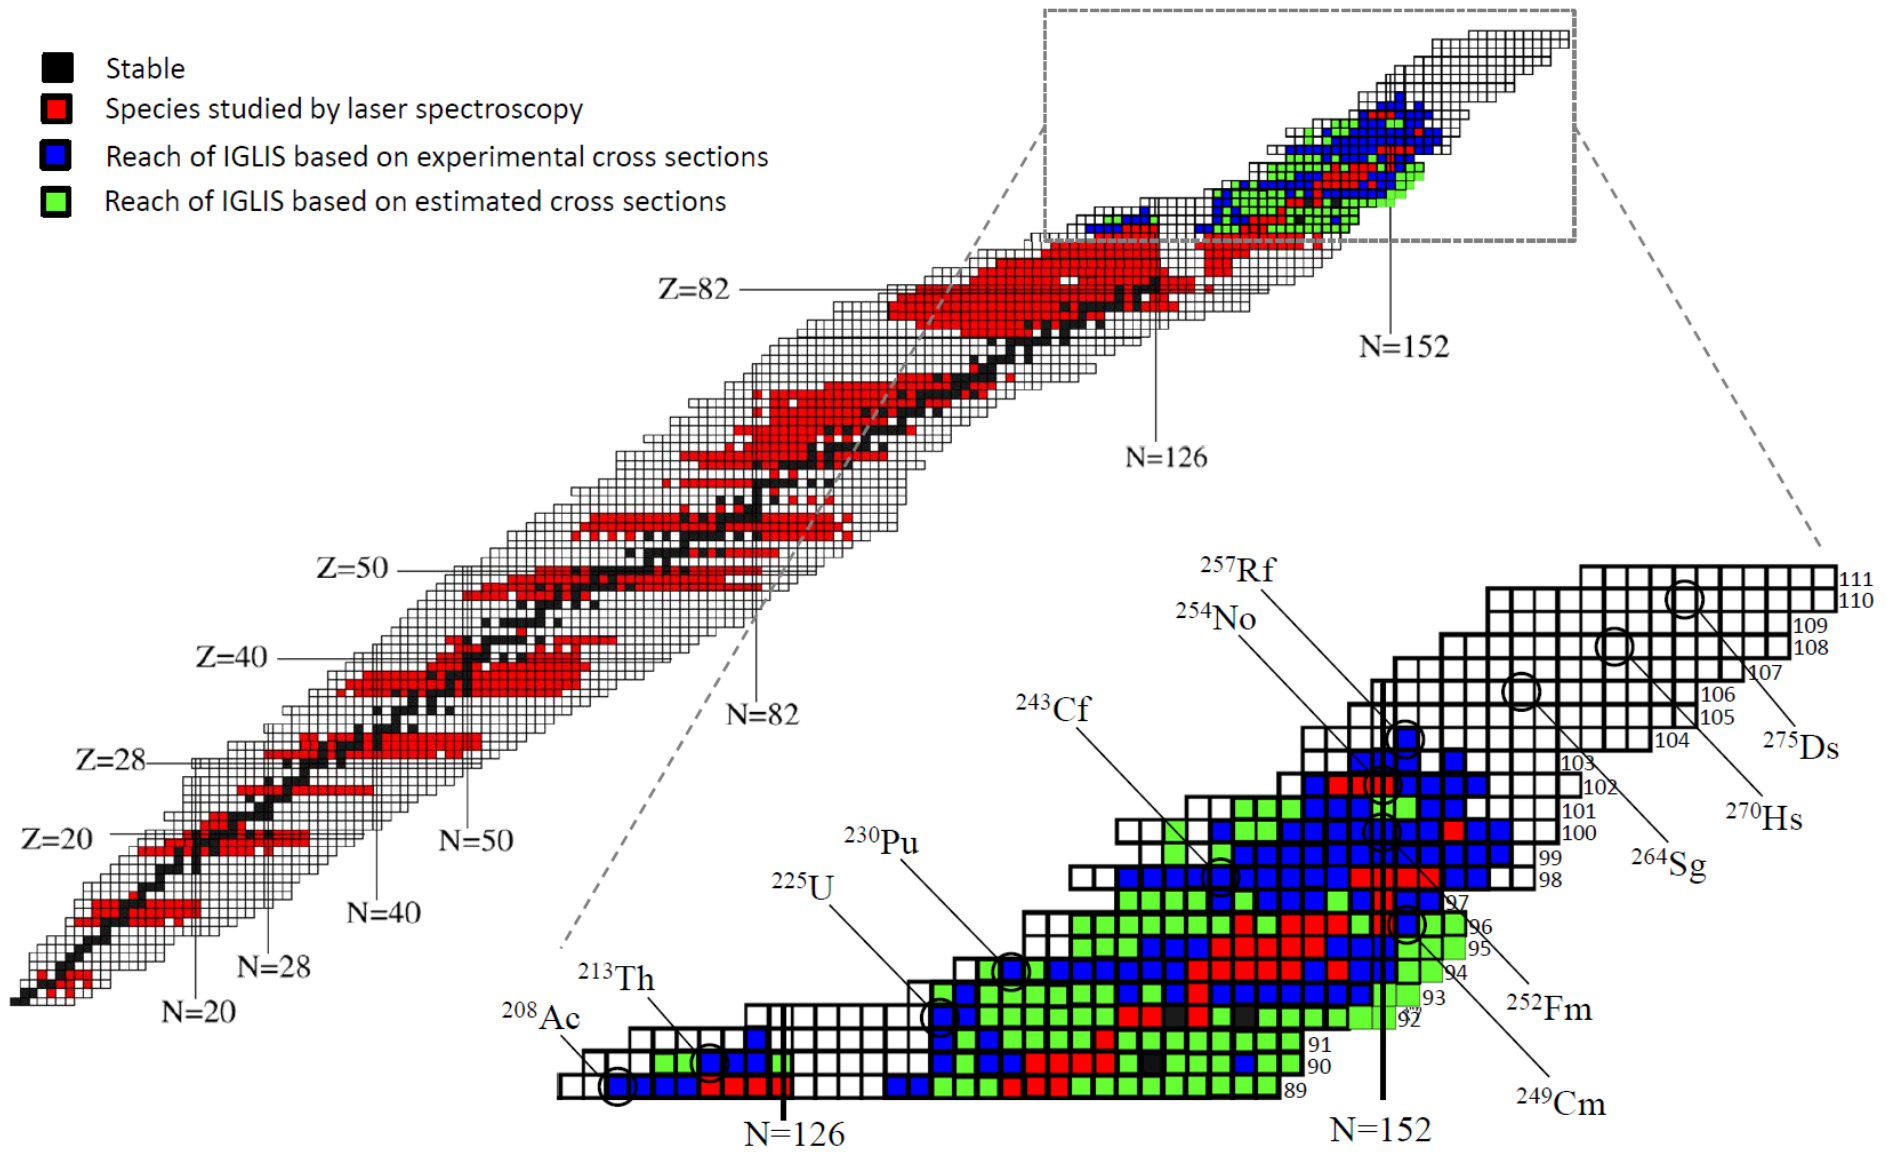 Stable
Species studied by laser spectroscopy
Reach of IGLIS based on experimental cross sections
Reach of IGLIS based on estimated cross sections
Z=82
N=152
N=126
Z=50
Z=40
N=82
Z=28
N=50
Z=20
N=40
N=28
N=20
²⁵⁷Rf
²⁵⁴No
²⁴³Cf
²³⁰Pu
²²⁵U
²¹³Th
²⁰⁸Ac
111
110
109
108
107
106
105
104
103
102
101
100
99
98
97
96
95
94
93
92
91
90
89
²⁷⁵Ds
²⁷⁰Hs
²⁶⁴Sg
²⁵²Fm
²⁴⁹Cm
N=126
N=152